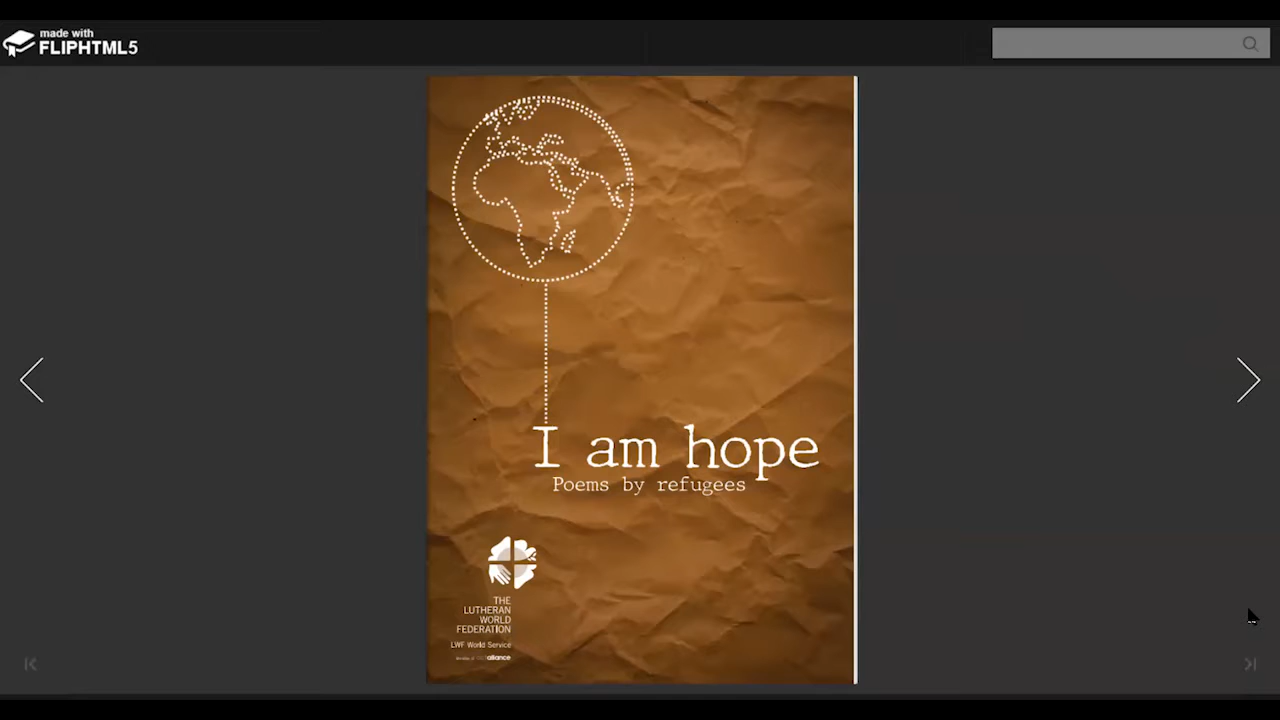 made with
FLIPHTML5
I am hope
Poems by refugees
THE
LUTHERAN
WORLD
FEDERATION
LWF World Service
alliance